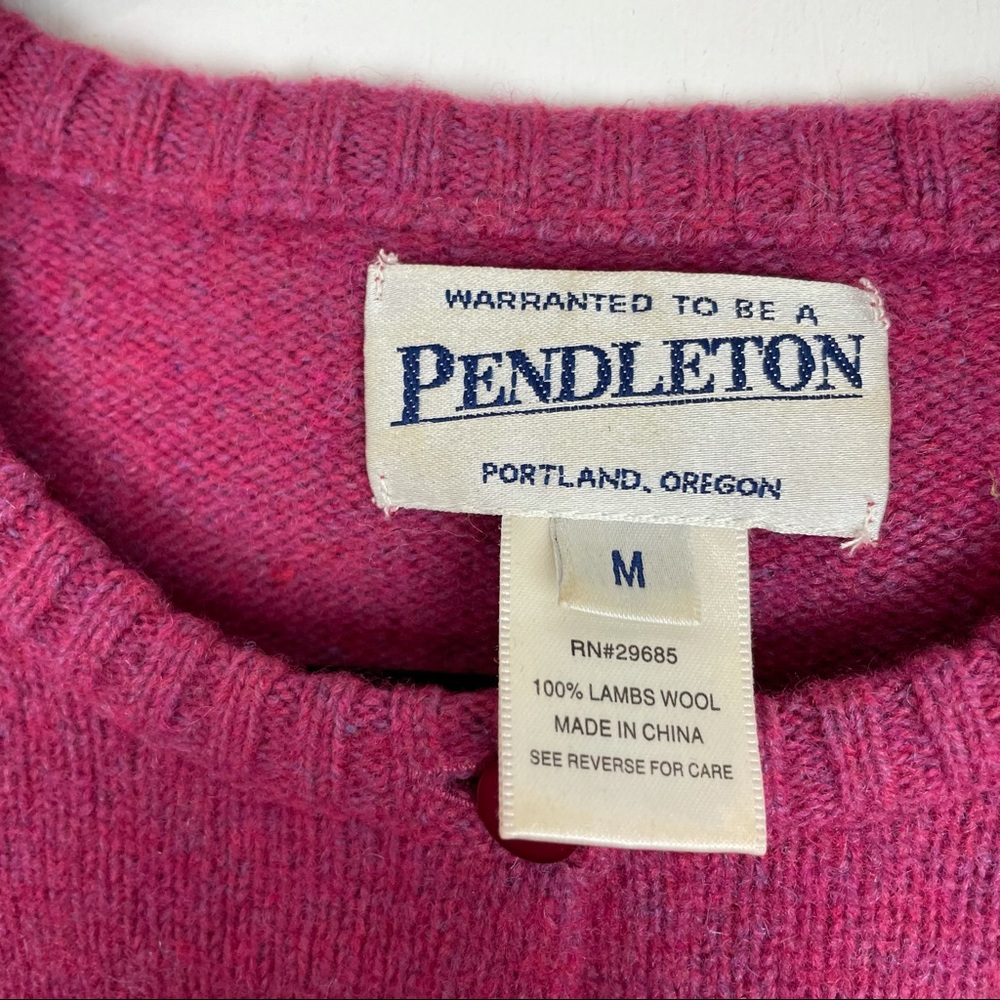 WARRANTED TO BE A
PENDLETON
PORTLAND, OREGON
M
RN#29685
100% LAMBS WOOL
MADE IN CHINA
SEE REVERSE FOR CARE